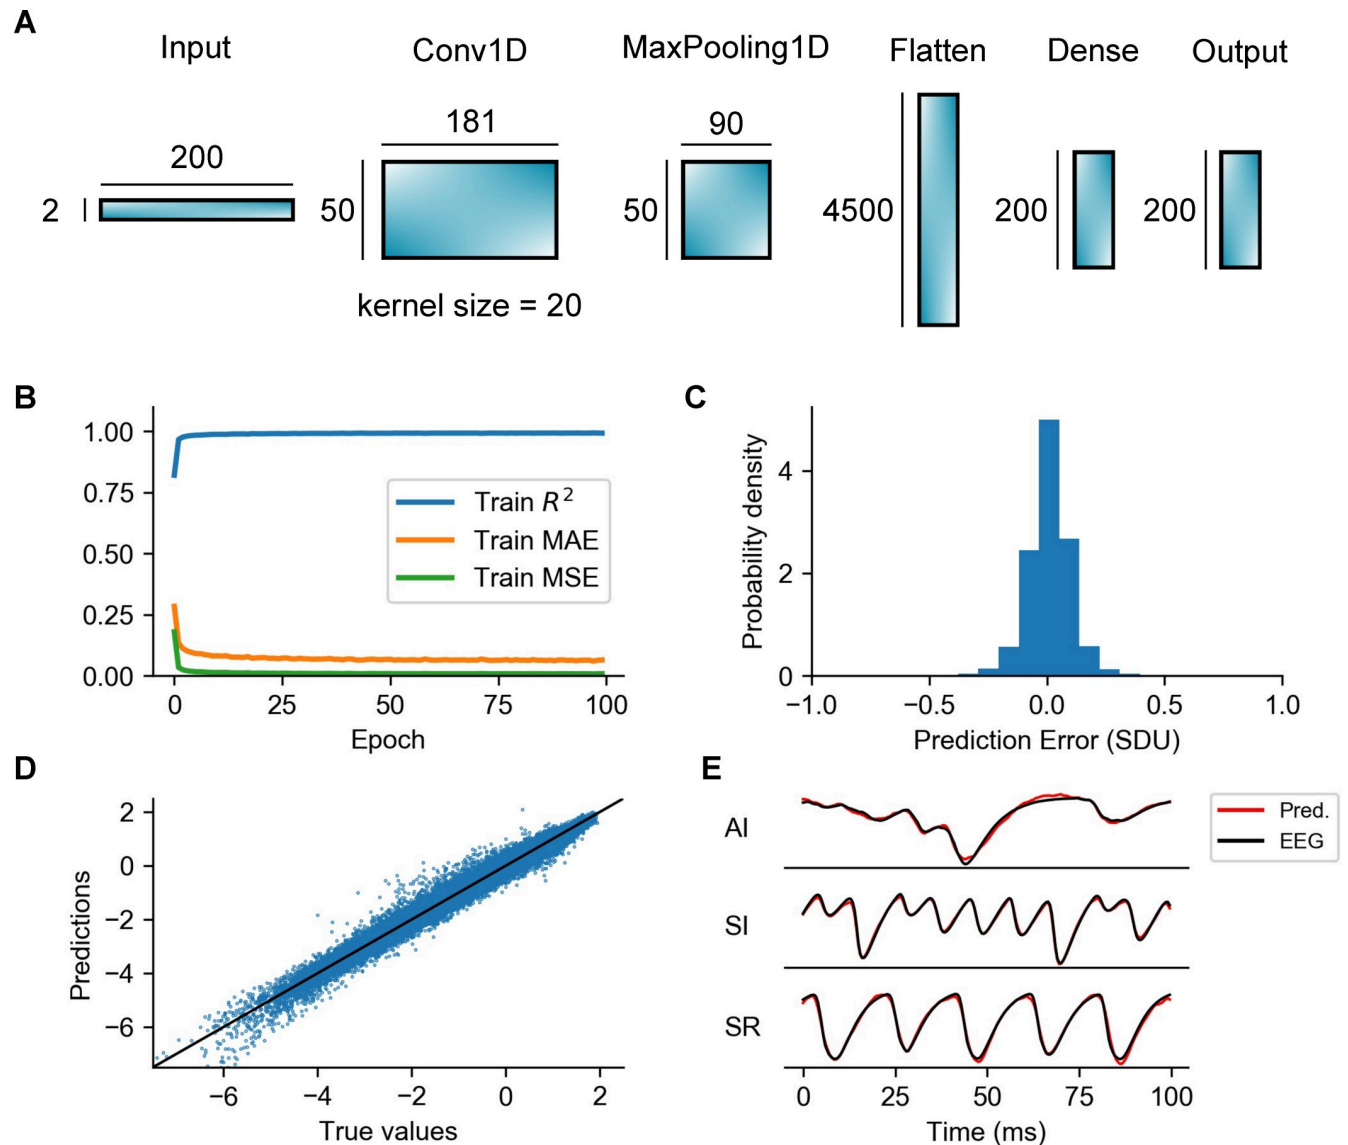 A
Input
Conv1D
MaxPooling1D
Flatten
Dense
Output
200
2
181
50
kernel size = 20
90
50
4500
200
200
B
1.00
0.75
0.50
0.25
0.00
Train R²
Train MAE
Train MSE
0
25
50
75
100
Epoch
C
Probability density
4
2
0
−1.0
−0.5
0.0
0.5
1.0
Prediction Error (SDU)
D
Predictions
2
0
−2
−4
−6
−6
−4
−2
0
2
True values
E
AI
SI
SR
Pred.
EEG
0
25
50
75
100
Time (ms)